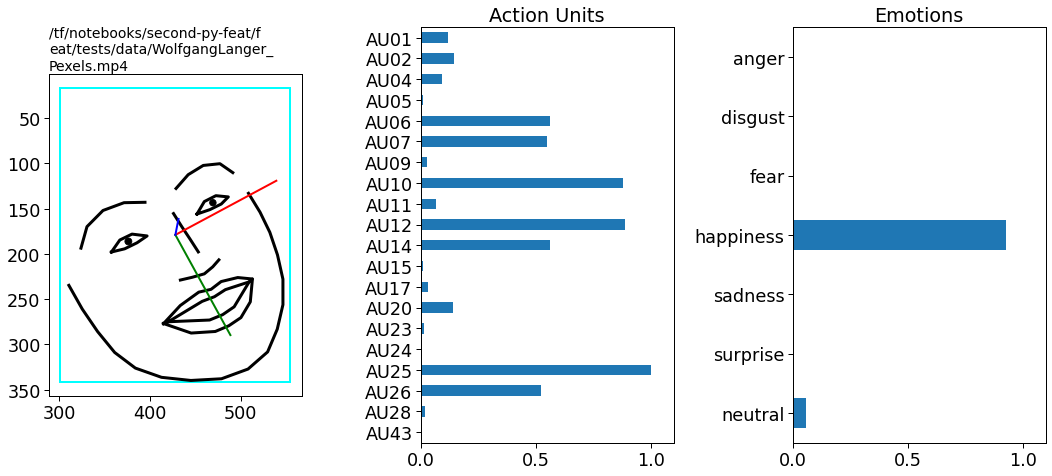 /tf/notebooks/second-py-feat/f
eat/tests/data/WolfgangLanger_
Pexels.mp4
50
100
150
200
250
300
350
300 400 500
Action Units
AU01
AU02
AU04
AU05
AU06
AU07
AU09
AU10
AU11
AU12
AU14
AU15
AU17
AU20
AU23
AU24
AU25
AU26
AU28
AU43
0.0 0.5 1.0
Emotions
anger
disgust
fear
happiness
sadness
surprise
neutral
0.0 0.5 1.0